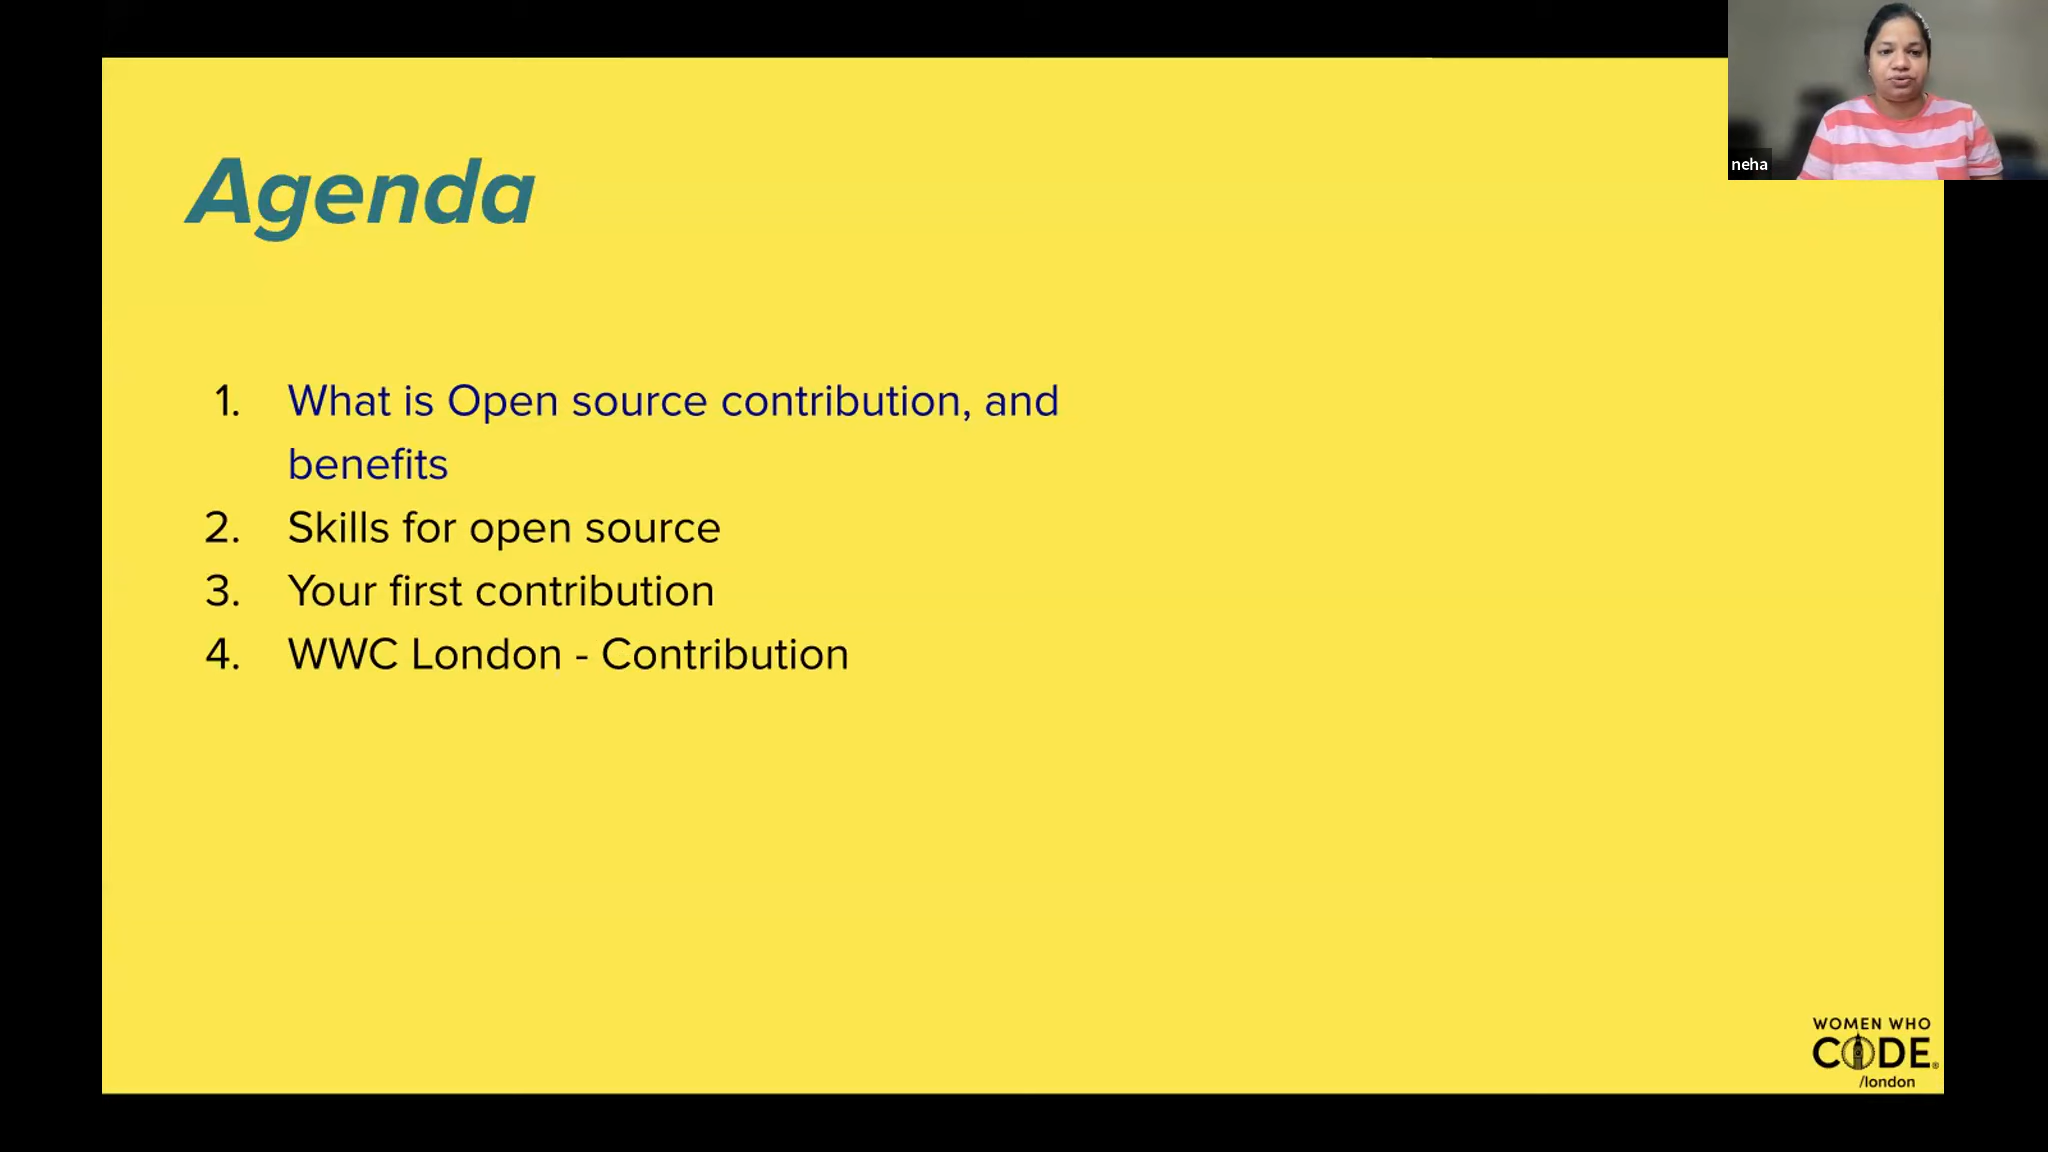 neha
Agenda
1. What is Open source contribution, and
benefits
2. Skills for open source
3. Your first contribution
4. WWC London - Contribution
WOMEN WHO
CODE®
/london